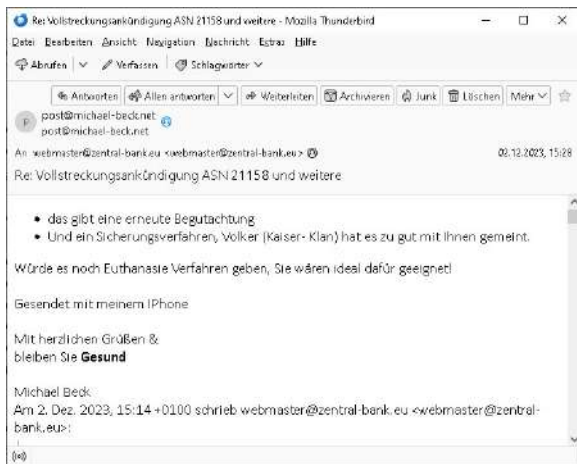 Re: Vollstreckungsankündigung ASN 21158 und weitere - Mozilla Thunderbird
Datei Bearbeiten Ansicht Navigation Nachricht Extras Hilfe
Abrufen Verfassen Schlagwörter
Antworten Allen antworten Weiterleiten Archivieren Junk Löschen Mehr
P
post@michael-beck.net
post@michael-beck.net
An webmaster@zentral-bank.eu <webmaster@zentral-bank.eu> 02.12.2023, 15:28
Re: Vollstreckungsankündigung ASN 21158 und weitere
• das gibt eine erneute Begutachtung
• Und ein Sicherungsverfahren, Volker (Kaiser- Klan) hat es zu gut mit Ihnen gemeint.
Würde es noch Euthanasie Verfahren geben, Sie wären ideal dafür geeignet!
Gesendet mit meinem IPhone
Mit herzlichen Grüßen &
bleiben Sie Gesund
Michael Beck
Am 2. Dez. 2023, 15:14 +0100 schrieb webmaster@zentral-bank.eu <webmaster@zentral-
bank.eu>: